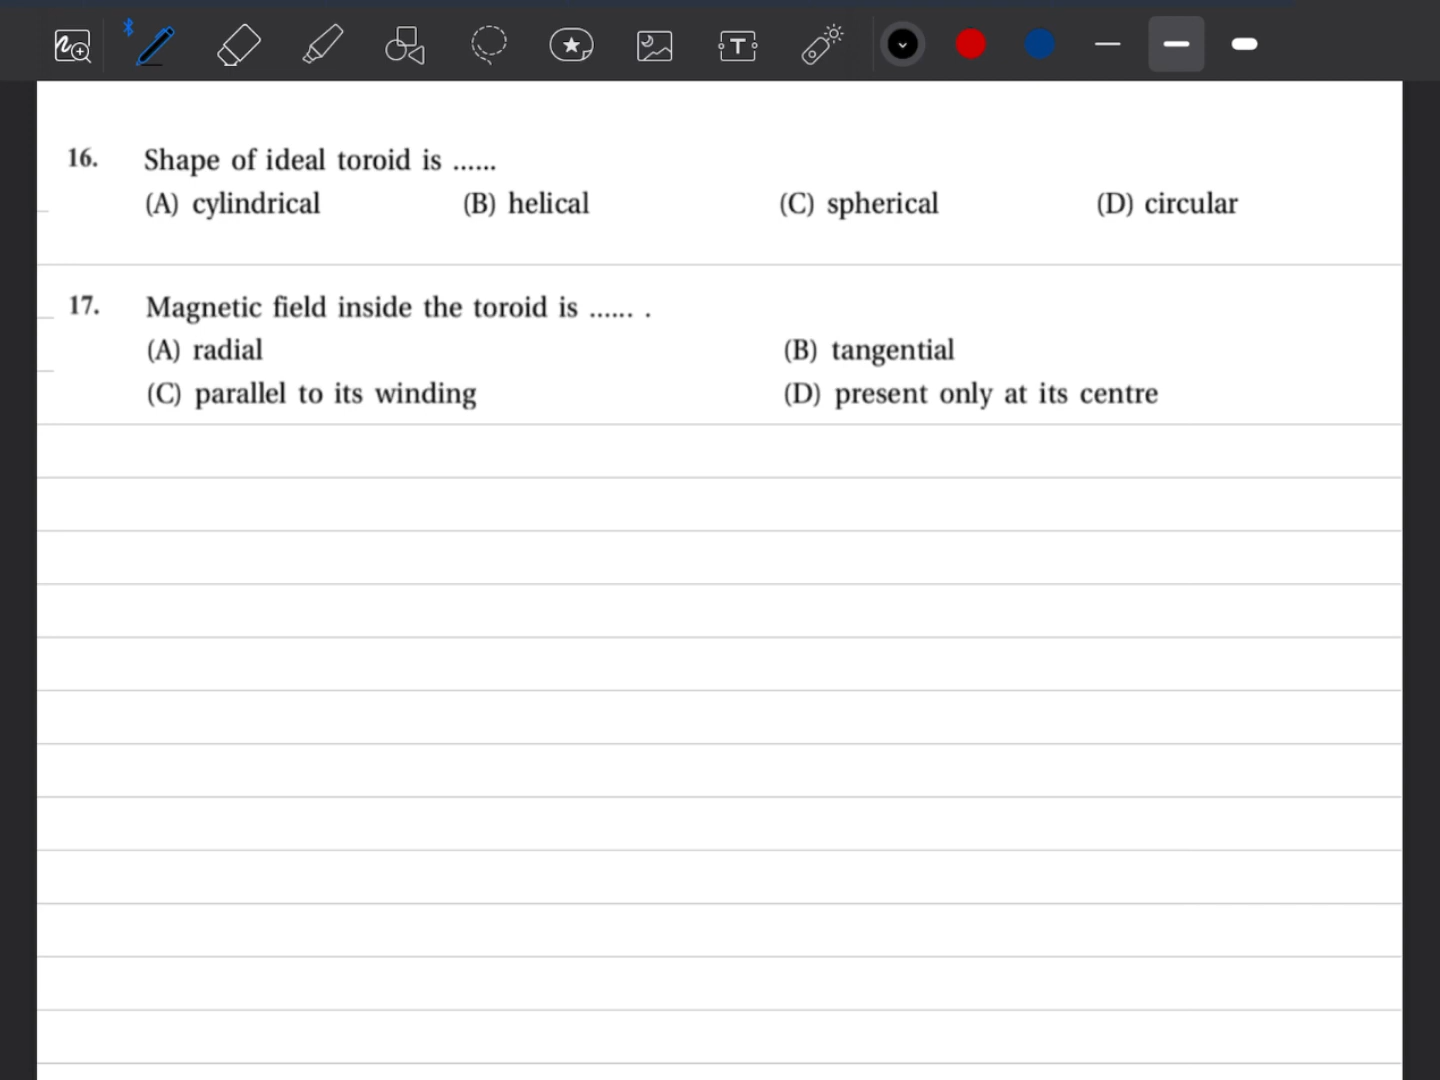 16. Shape of ideal toroid is ......
(A) cylindrical (B) helical (C) spherical (D) circular
17. Magnetic field inside the toroid is ...... .
(A) radial (B) tangential
(C) parallel to its winding (D) present only at its centre